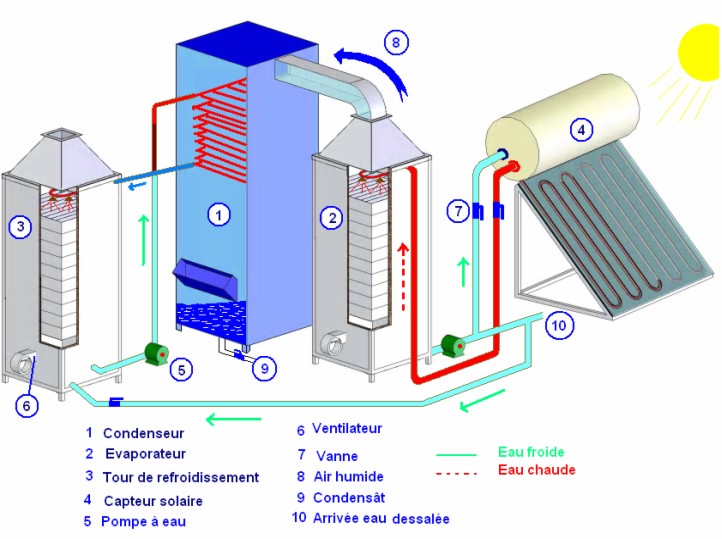 8
4
3
1
2
7
10
5
9
6
1 Condenseur
2 Evaporateur
3 Tour de refroidissement
4 Capteur solaire
5 Pompe à eau
6 Ventilateur
7 Vanne
8 Air humide
9 Condensât
10 Arrivée eau dessalée
Eau froide
Eau chaude